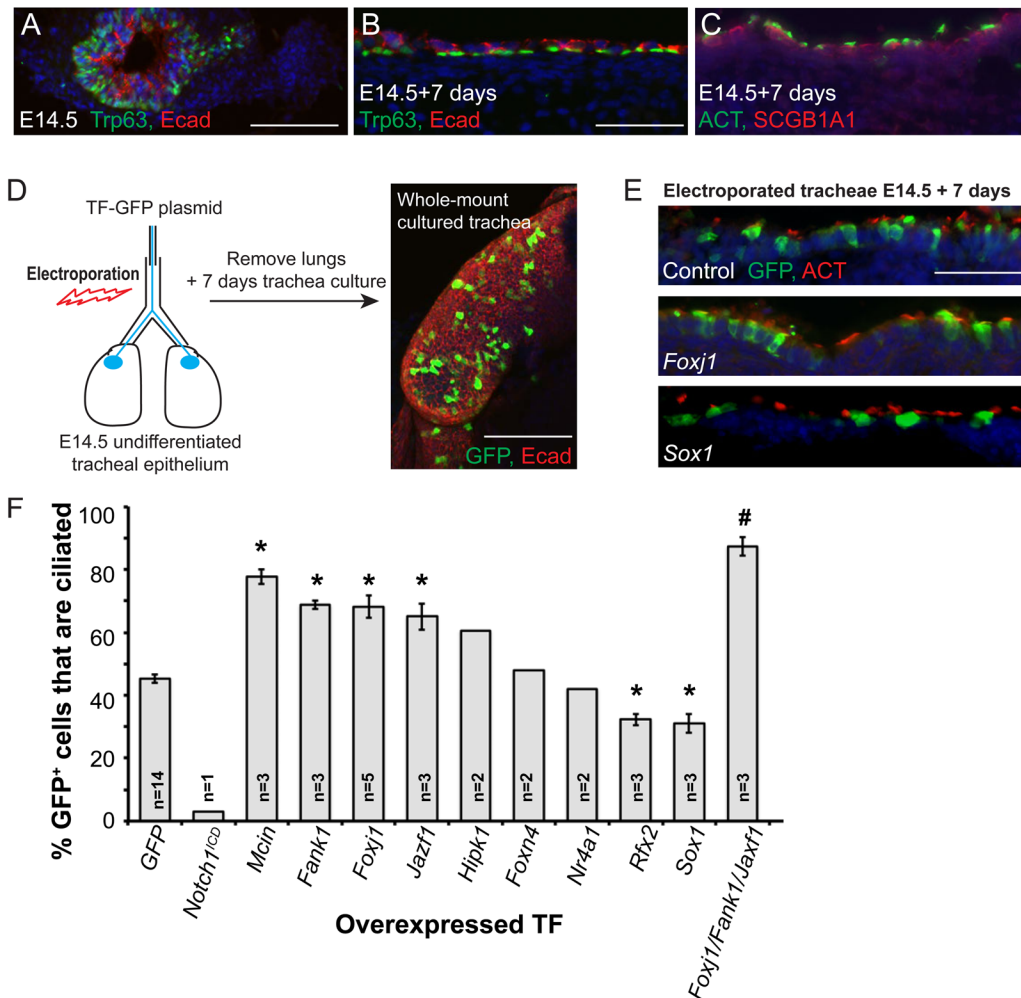 A
E14.5 Trp63, Ecad
B
E14.5+7 days
Trp63, Ecad
C
E14.5+7 days
ACT, SCGB1A1
D
TF-GFP plasmid
Electroporation
Remove lungs
+ 7 days trachea culture
E14.5 undifferentiated
tracheal epithelium
Whole-mount
cultured trachea
GFP, Ecad
E
Electroporated tracheae E14.5 + 7 days
Control GFP, ACT
Foxj1
Sox1
F
% GFP+ cells that are ciliated
100
80
60
40
20
0
*
*
*
*
*
*
#
n=14
n=1
n=3
n=3
n=5
n=3
n=2
n=2
n=2
n=3
n=3
n=3
GFP
Notch1ICD
Mcin
Fank1
Foxj1
Jazf1
Hipk1
Foxn4
Nr4a1
Rfx2
Sox1
Foxj1/Fank1/Jaxf1
Overexpressed TF